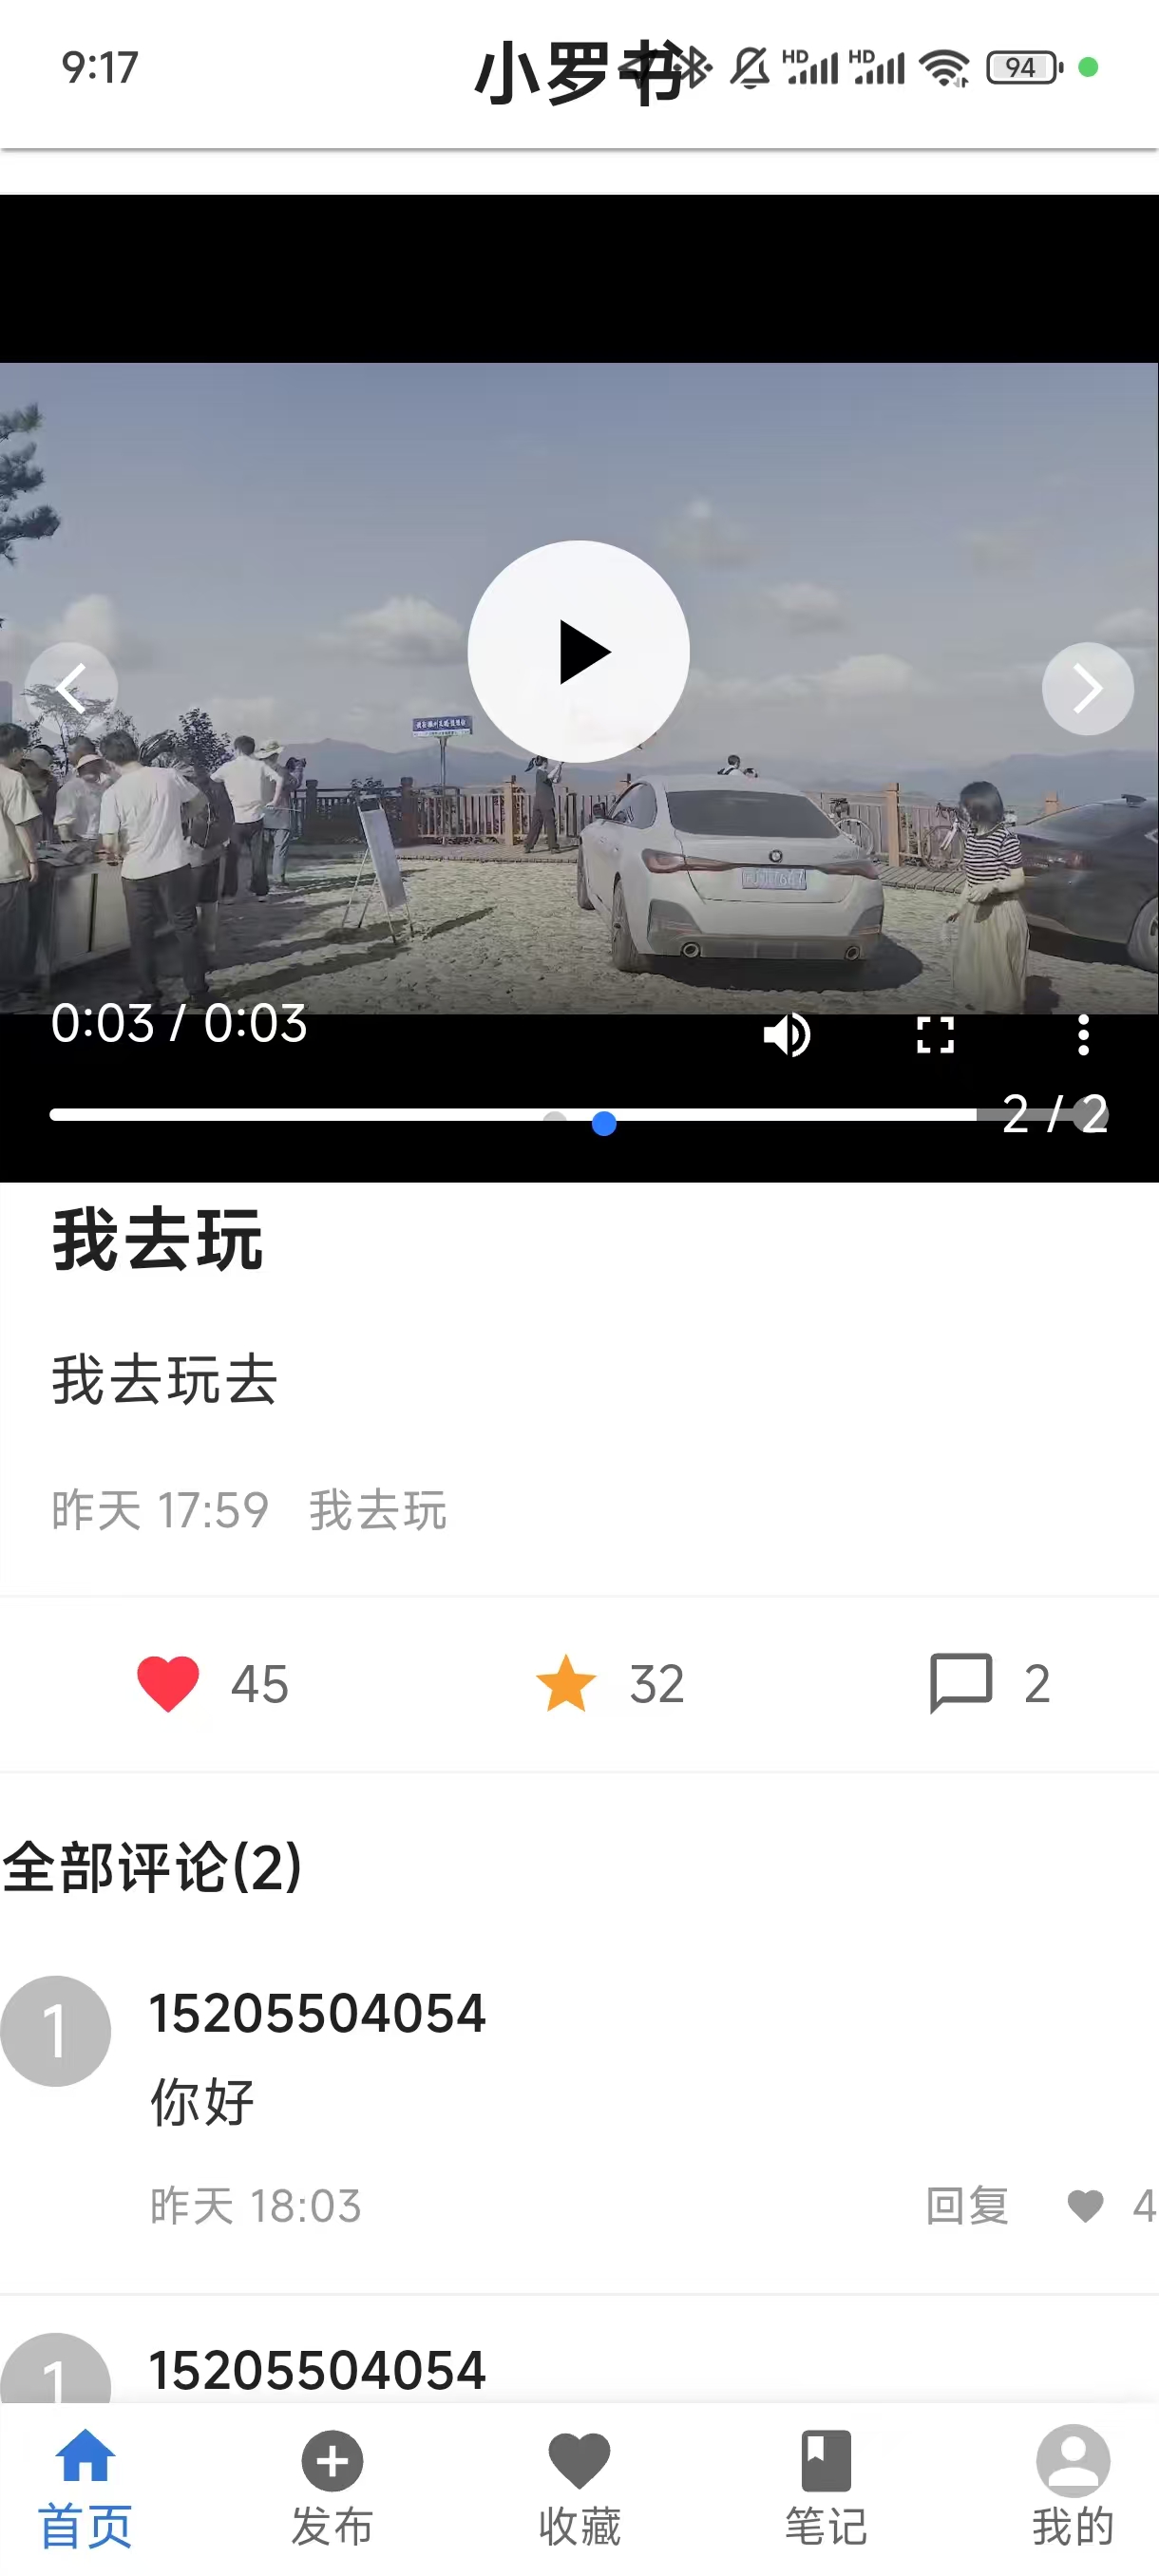 9:17
小罗书
HD HD 94
0:03 / 0:03
2 / 2
我去玩
我去玩去
昨天 17:59 我去玩
45 32 2
全部评论(2)
1 15205504054
你好
昨天 18:03 回复 4
1 15205504054
首页 发布 收藏 笔记 我的